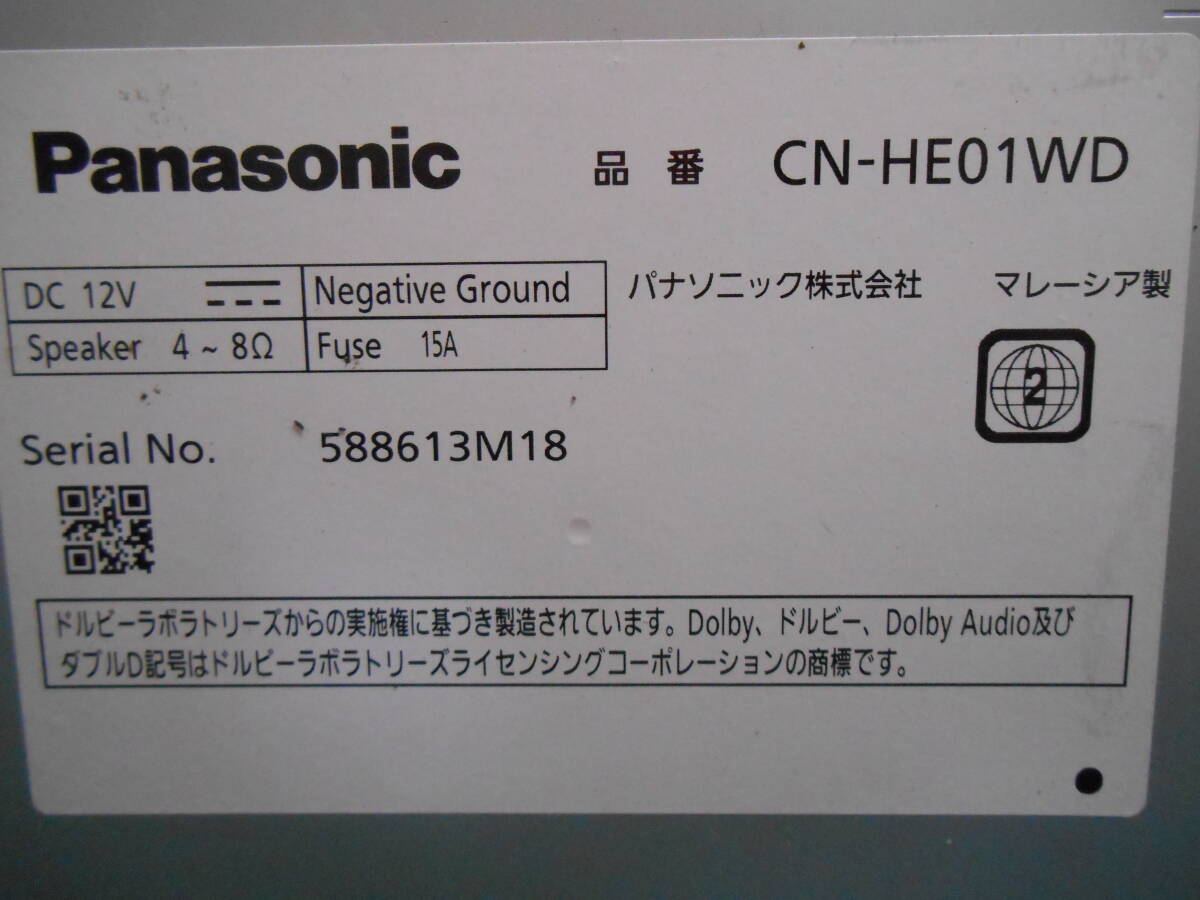 Panasonic 品番 CN-HE01WD
DC 12V Negative Ground パナソニック株式会社 マレーシア製
Speaker 4 ~ 8Ω Fuse 15A
2
Serial No. 588613M18
ドルビーラボラトリーズからの実施権に基づき製造されています。Dolby、ドルビー、Dolby Audio及び
ダブルD記号はドルビーラボラトリーズライセンシングコーポレーションの商標です。